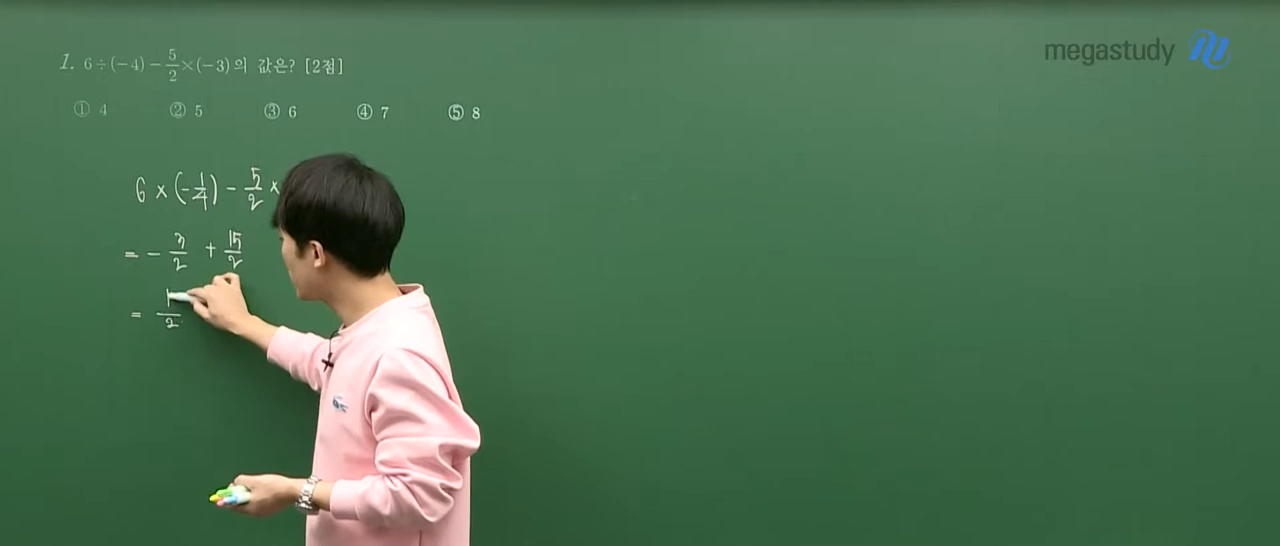 megastudy
1. 6÷(−4)−5/2×(−3)의 값은? [2점]
① 4 ② 5 ③ 6 ④ 7 ⑤ 8
6 × (−1/4) − 5/2 ×
= − 3/2 + 15/2
= 1/2